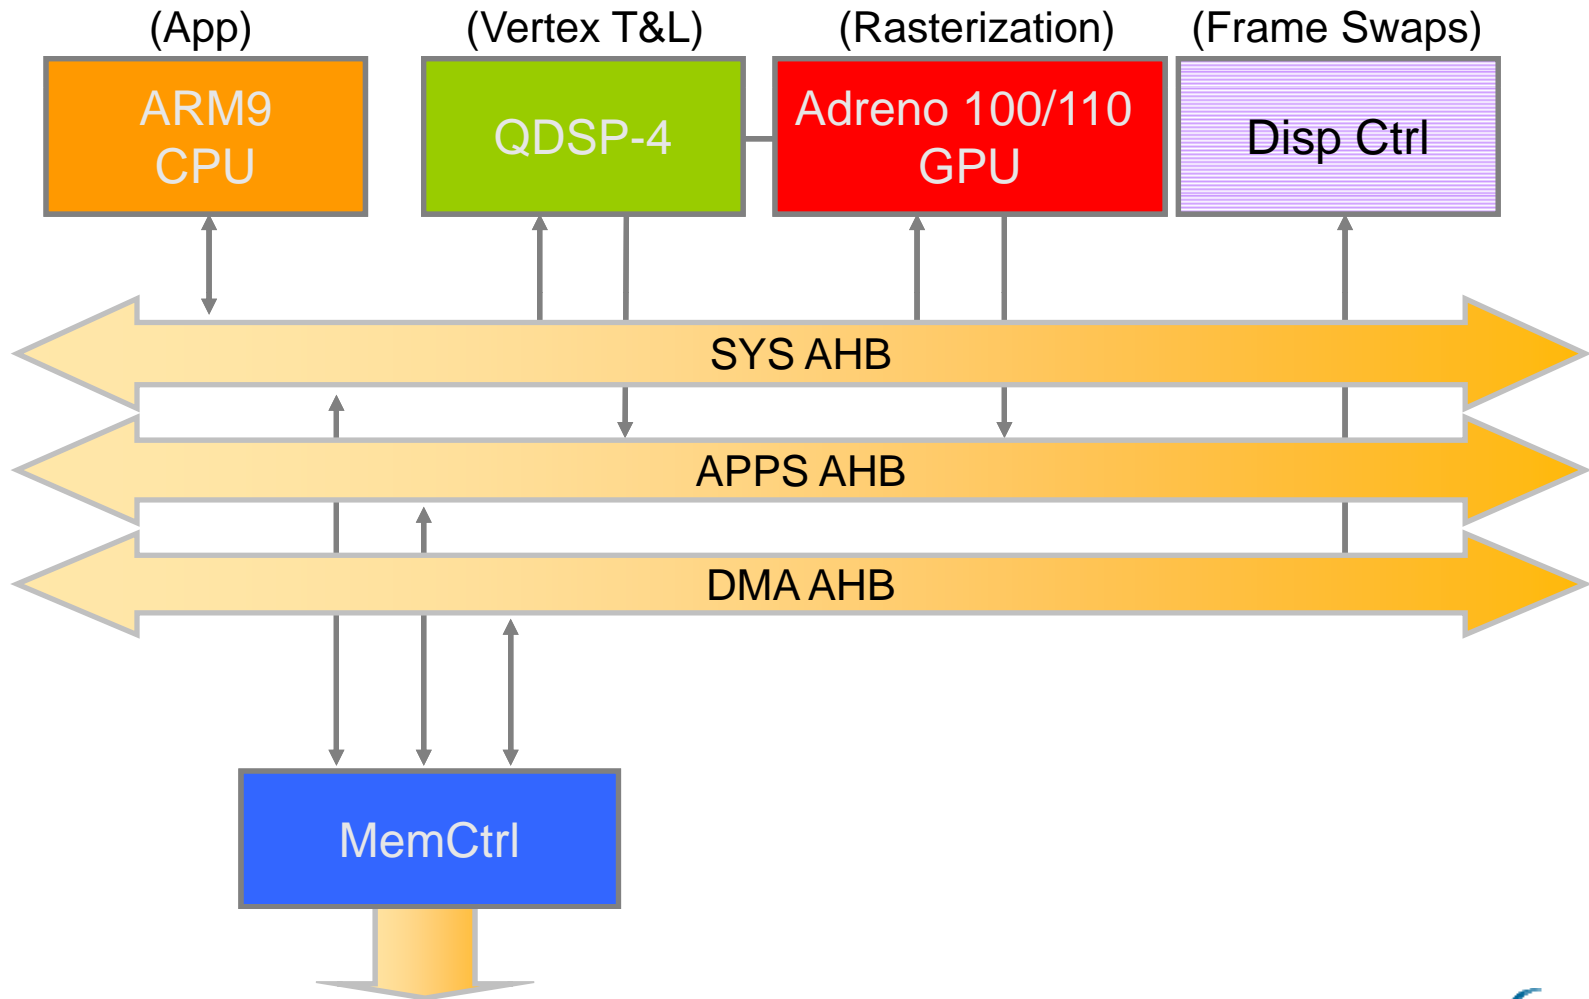 (App)
(Vertex T&L)
(Rasterization)
(Frame Swaps)
ARM9
CPU
QDSP-4
Adreno 100/110
GPU
Disp Ctrl
SYS AHB
APPS AHB
DMA AHB
MemCtrl